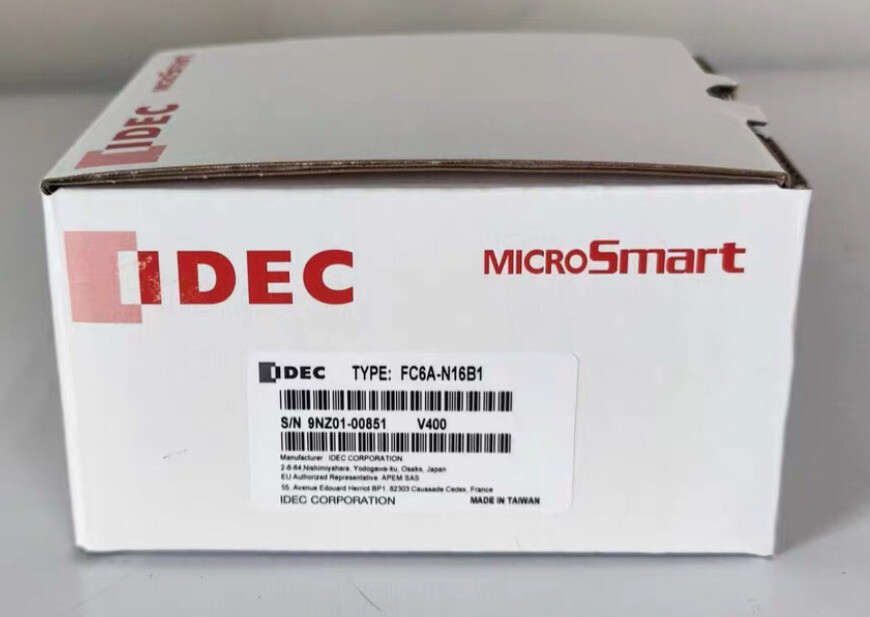 IDEC MICROSmart
IDEC MICROSmart
IDEC TYPE: FC6A-N16B1
S/N 9NZ01-00851 V400
Manufacturer IDEC CORPORATION
2-6-64,Nishimiyahara, Yodogawa-ku, Osaka, Japan
EU Authorized Representative APEM SAS
55, Avenue Edouard Herriot BP1. 82303 Caussade Cedex, France
IDEC CORPORATION MADE IN TAIWAN